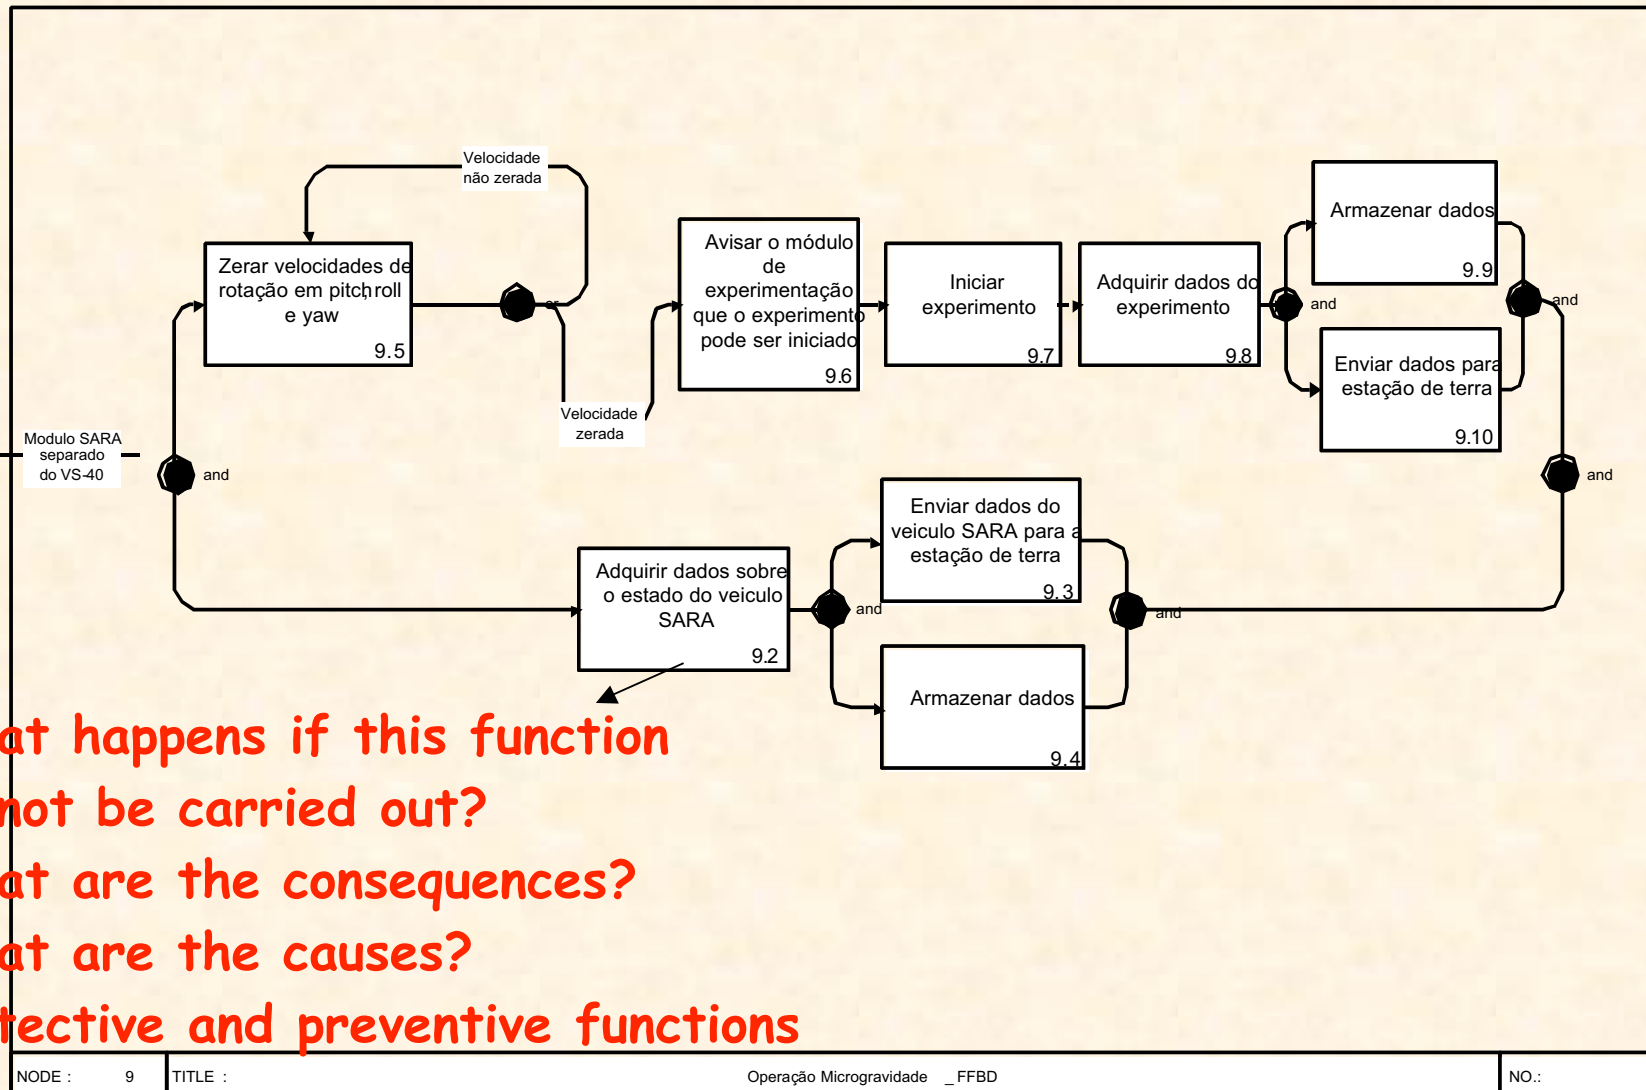 Velocidade
não zerada
Zerar velocidades de
rotação em pitch, roll
e yaw
9.5
or
Velocidade
zerada
Avisar o módulo
de
experimentação
que o experimento
pode ser iniciado
9.6
Iniciar
experimento
9.7
Adquirir dados do
experimento
9.8
and
Armazenar dados
9.9
Enviar dados para
estação de terra
9.10
and
Modulo SARA
separado
do VS-40
and
and
Adquirir dados sobre
o estado do veiculo
SARA
9.2
and
Enviar dados do
veiculo SARA para a
estação de terra
9.3
Armazenar dados
9.4
and
at happens if this function
not be carried out?
at are the consequences?
at are the causes?
tective and preventive functions
NODE : 9 TITLE : Operação Microgravidade _ FFBD NO.: